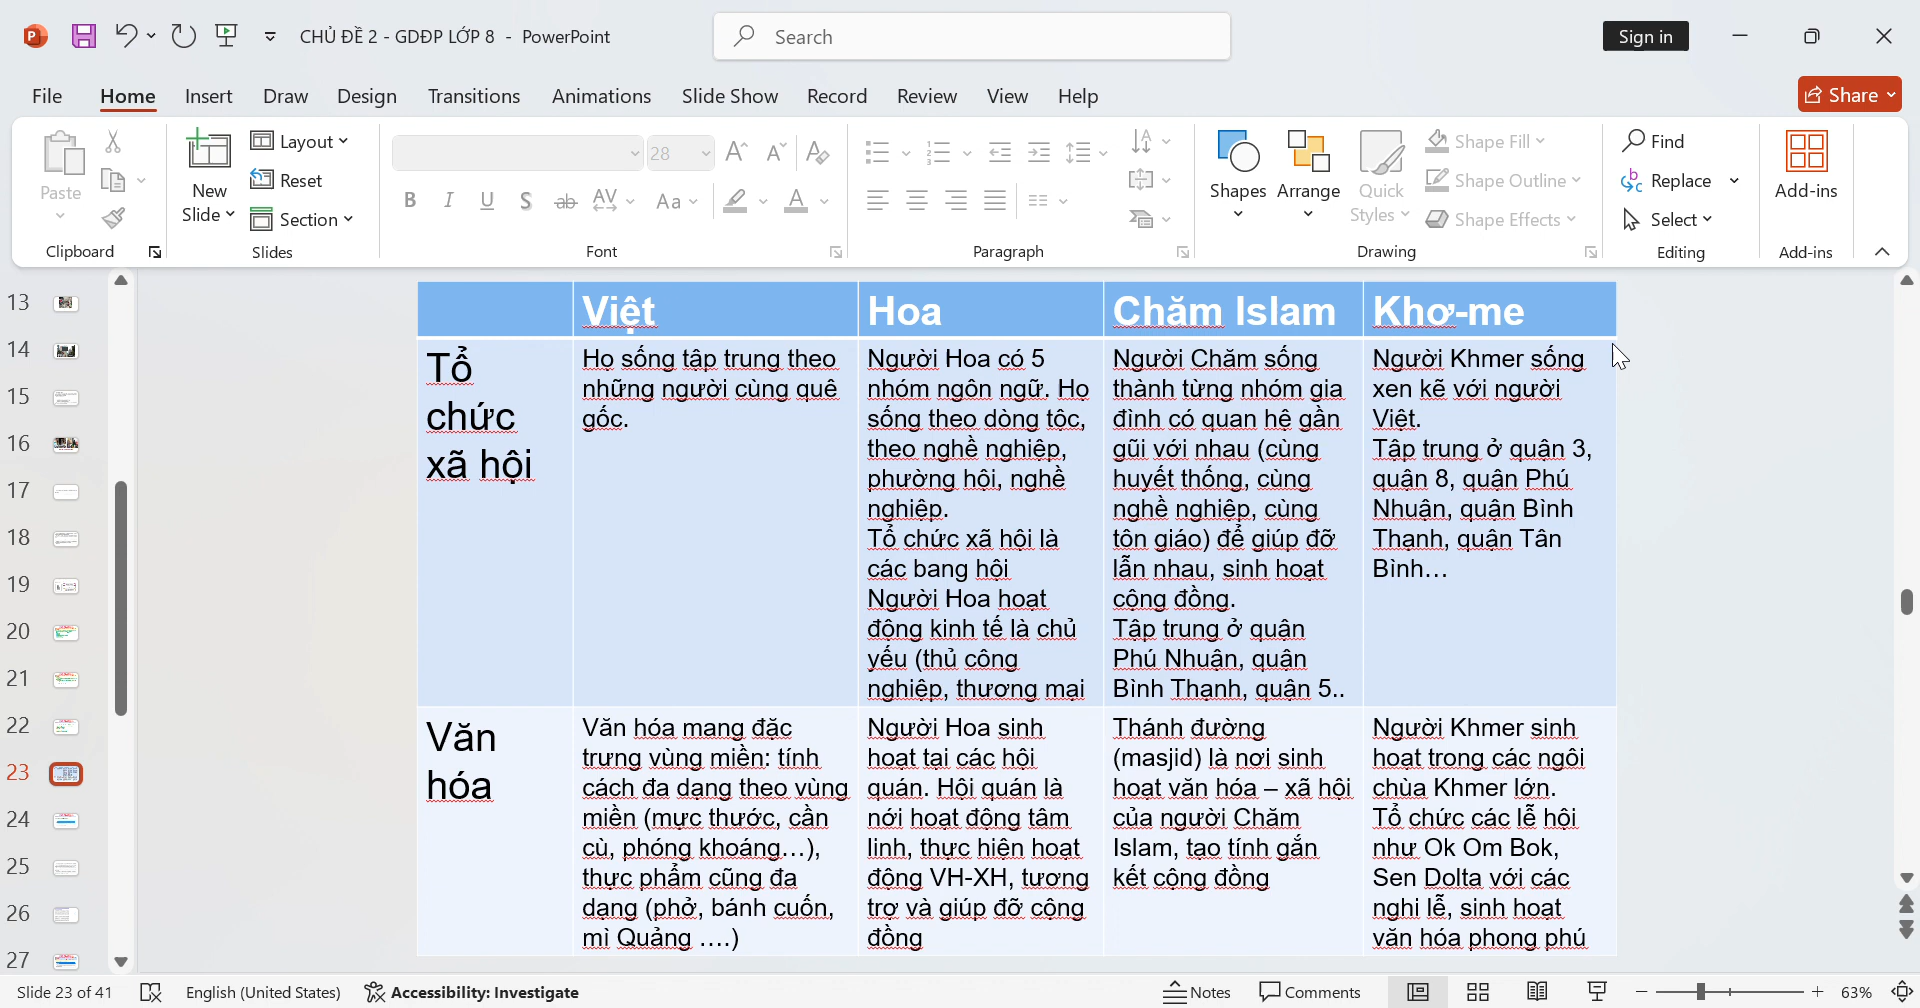 CHỦ ĐỀ 2 - GDĐP LỚP 8 - PowerPoint
Search
Sign in
File Home Insert Draw Design Transitions Animations Slide Show Record Review View Help
Share
Paste
New
Slide
Layout
Reset
Section
28
Shapes
Arrange
Quick
Styles
Shape Fill
Shape Outline
Shape Effects
Find
Replace
Select
Add-ins
Clipboard
Slides
Font
Paragraph
Drawing
Editing
Add-ins
13
14
15
16
17
18
19
20
21
22
23
24
25
26
27
Việt
Hoa
Chăm Islam
Khơ-me
Tổ
chức
xã hội
Họ sống tập trung theo
những người cùng quê
gốc.
Người Hoa có 5
nhóm ngôn ngữ. Họ
sống theo dòng tộc,
theo nghề nghiệp,
phường hội, nghề
nghiệp.
Tổ chức xã hội là
các bang hội
Người Hoa hoạt
động kinh tế là chủ
yếu (thủ công
nghiệp, thương mại
Người Chăm sống
thành từng nhóm gia
đình có quan hệ gần
gũi với nhau (cùng
huyết thống, cùng
nghề nghiệp, cùng
tôn giáo) để giúp đỡ
lẫn nhau, sinh hoạt
cộng đồng.
Tập trung ở quận
Phú Nhuận, quận
Bình Thạnh, quận 5..
Người Khmer sống
xen kẽ với người
Việt.
Tập trung ở quận 3,
quận 8, quận Phú
Nhuận, quận Bình
Thạnh, quận Tân
Bình...
Văn
hóa
Văn hóa mang đặc
trưng vùng miền: tính
cách đa dạng theo vùng
miền (mực thước, cần
cù, phóng khoáng...),
thực phẩm cũng đa
dạng (phở, bánh cuốn,
mì Quảng ....)
Người Hoa sinh
hoạt tại các hội
quán. Hội quán là
nới hoạt động tâm
linh, thực hiện hoạt
động VH-XH, tương
trợ và giúp đỡ cộng
đồng
Thánh đường
(masjid) là nơi sinh
hoạt văn hóa – xã hội
của người Chăm
Islam, tạo tính gắn
kết cộng đồng
Người Khmer sinh
hoạt trong các ngôi
chùa Khmer lớn.
Tổ chức các lễ hội
như Ok Om Bok,
Sen Dolta với các
nghi lễ, sinh hoạt
văn hóa phong phú
Slide 23 of 41
English (United States)
Accessibility: Investigate
Notes
Comments
63%